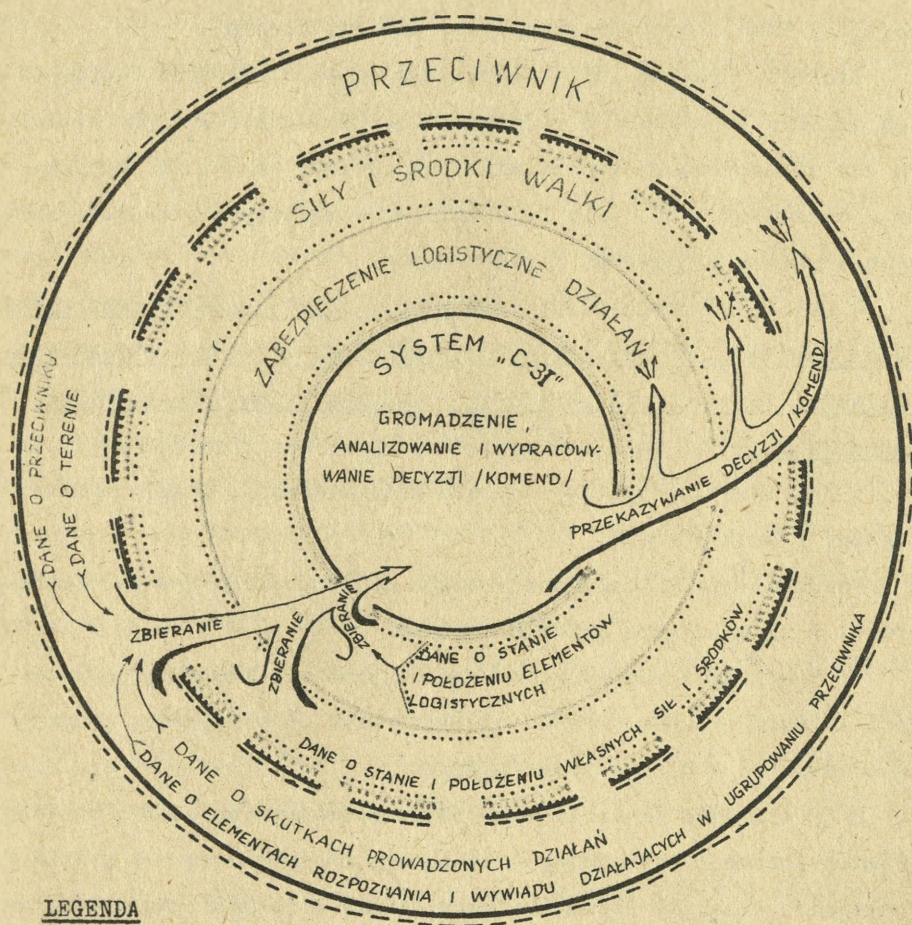 PRZECIWNIK
SIŁY I ŚRODKI WALKI
ZABEZPIECZENIE LOGISTYCZNE DZIAŁAŃ
SYSTEM „C-3I"
GROMADZENIE,
ANALIZOWANIE I WYPRACOWY-
WANIE DECYZJI /KOMEND/
PRZEKAZYWANIE DECYZJI /KOMEND/
DANE O PRZECIWNIKU
DANE O TERENIE
ZBIERANIE
ZBIERANIE
ZBIERANIE
DANE O STANIE
I POŁOŻENIU ELEMENTÓW
LOGISTYCZNYCH
DANE O STANIE I POŁOŻENIU WŁASNYCH SIŁ I ŚRODKÓW
DANE O SKUTKACH PROWADZONYCH DZIAŁAŃ
DANE O ELEMENTACH ROZPOZNANIA I WYWIADU DZIAŁAJĄCYCH W UGRUPOWANIU PRZECIWNIKA
LEGENDA